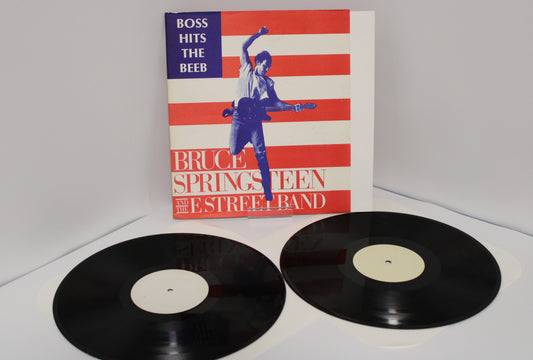 BOSS
HITS
THE
BEEB
BRUCE
SPRINGSTEEN
AND THE E STREET BAND